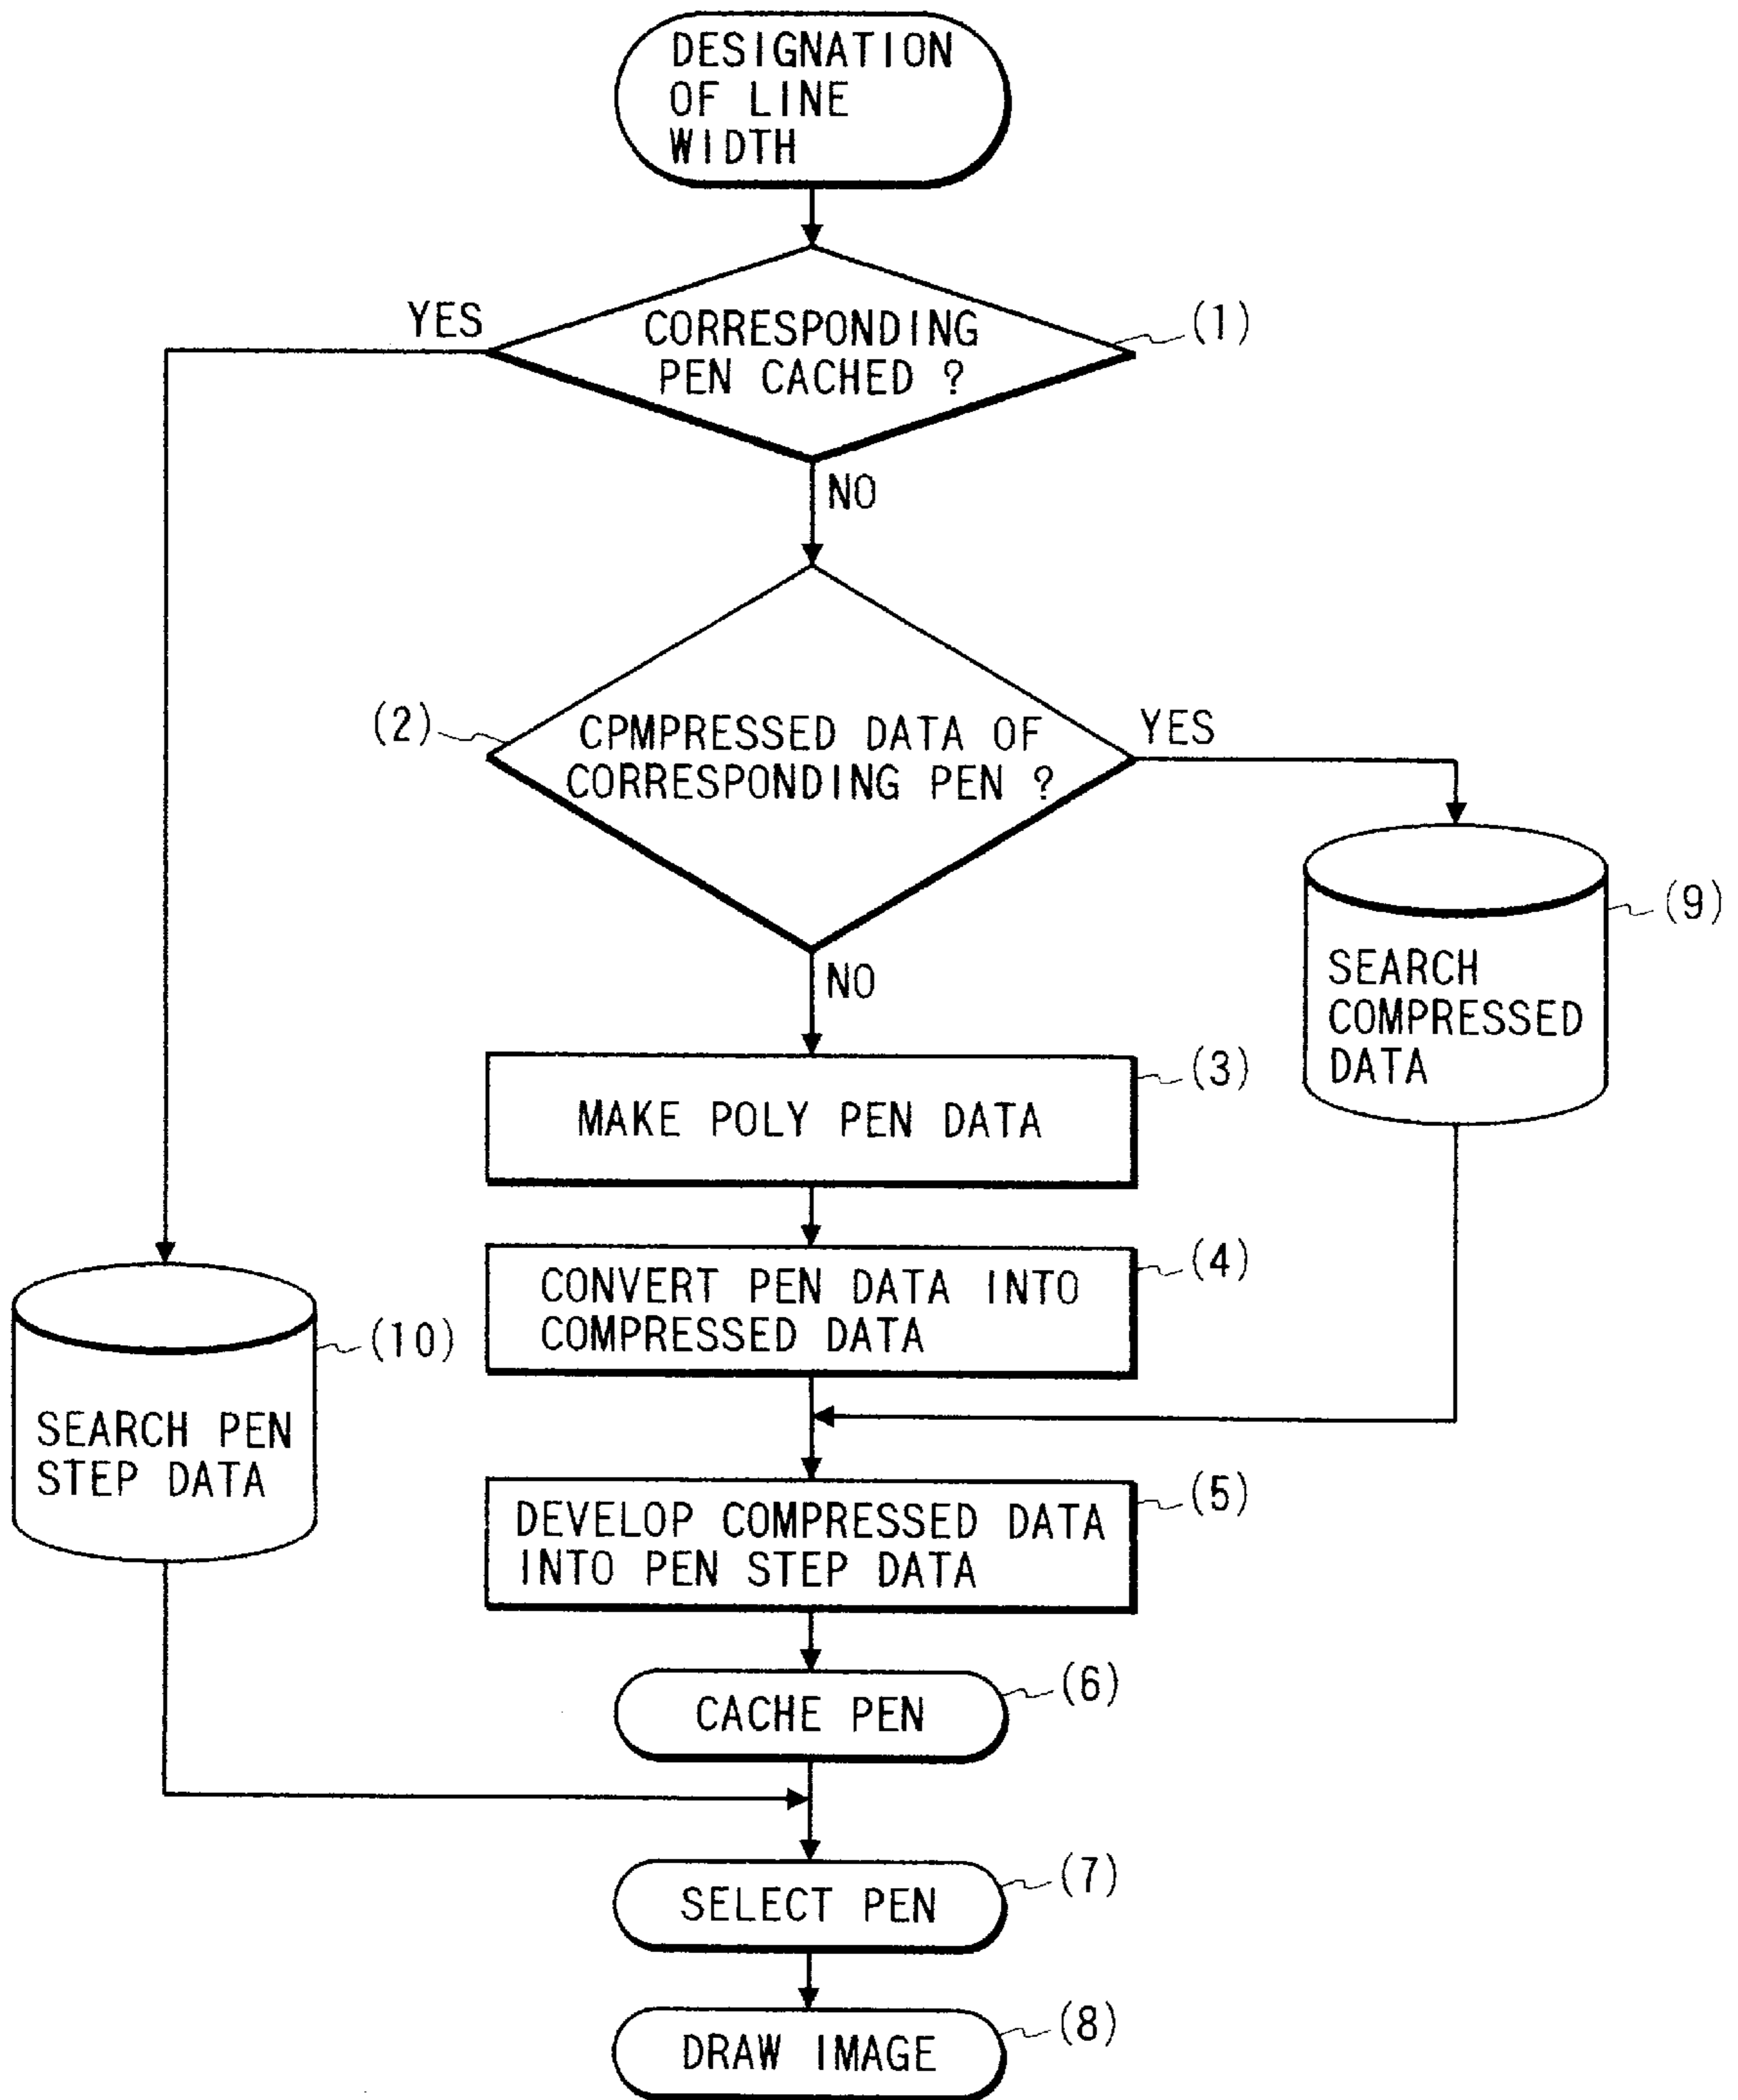 DESIGNATION
OF LINE
WIDTH
YES
CORRESPONDING
PEN CACHED ?
(1)
NO
(2)
CPMPRESSED DATA OF
CORRESPONDING PEN ?
YES
NO
SEARCH
COMPRESSED
DATA
(9)
MAKE POLY PEN DATA
(3)
CONVERT PEN DATA INTO
COMPRESSED DATA
(4)
SEARCH PEN
STEP DATA
(10)
DEVELOP COMPRESSED DATA
INTO PEN STEP DATA
(5)
CACHE PEN
(6)
SELECT PEN
(7)
DRAW IMAGE
(8)